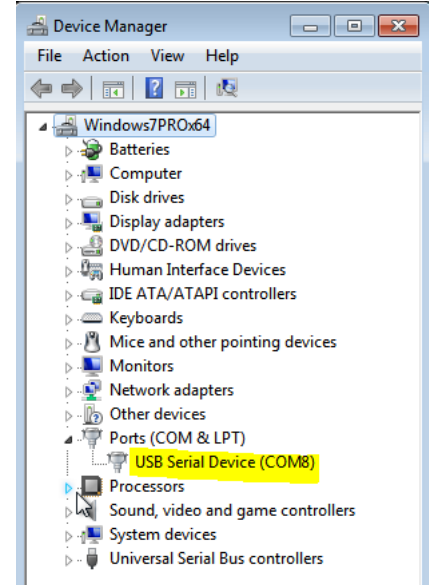 Device Manager
File Action View Help
Windows7PROx64
Batteries
Computer
Disk drives
Display adapters
DVD/CD-ROM drives
Human Interface Devices
IDE ATA/ATAPI controllers
Keyboards
Mice and other pointing devices
Monitors
Network adapters
Other devices
Ports (COM & LPT)
USB Serial Device (COM8)
Processors
Sound, video and game controllers
System devices
Universal Serial Bus controllers